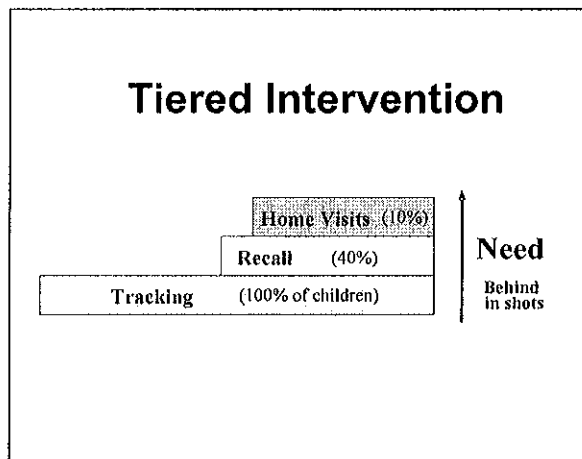 Tiered Intervention
Home Visits (10%)
Recall (40%)
Tracking (100% of children)
Need
Behind
in shots